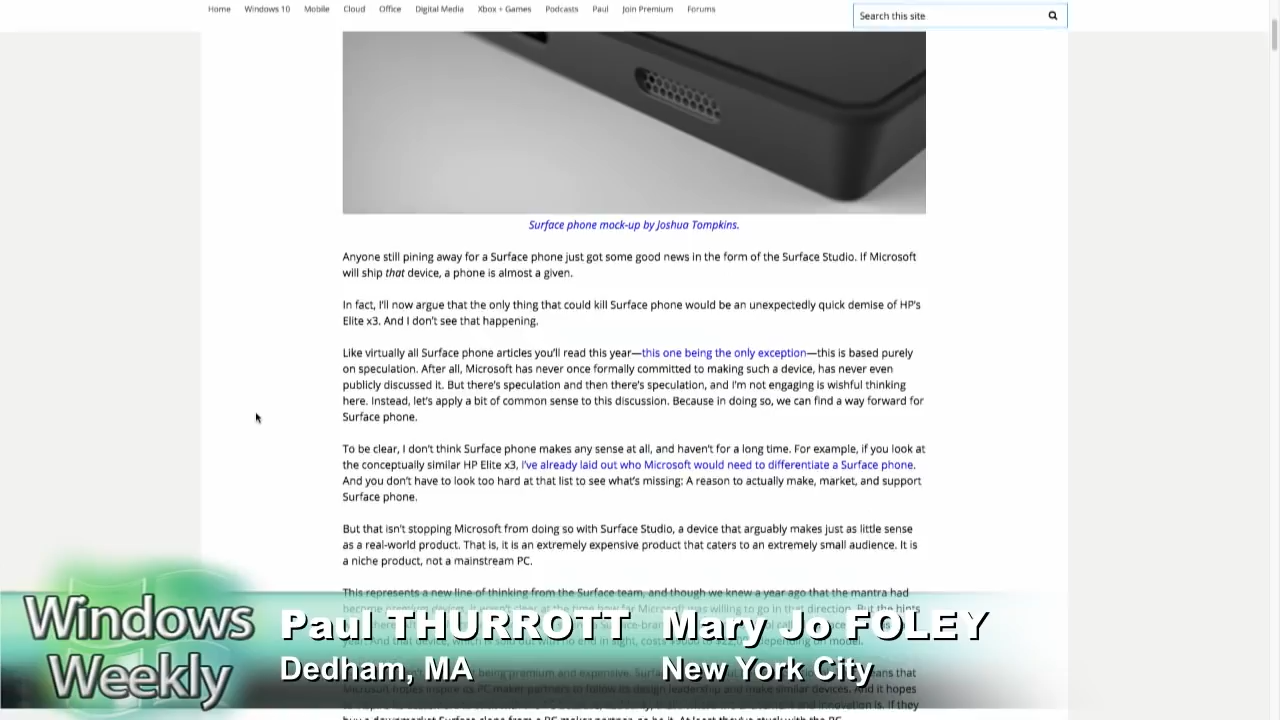 Home Windows 10 Mobile Cloud Office Digital Media Xbox + Games Podcasts Paul Join Premium Forums
Search this site
Surface phone mock-up by Joshua Tompkins.
Anyone still pining away for a Surface phone just got some good news in the form of the Surface Studio. If Microsoft
will ship that device, a phone is almost a given.
In fact, I'll now argue that the only thing that could kill Surface phone would be an unexpectedly quick demise of HP's
Elite x3. And I don't see that happening.
Like virtually all Surface phone articles you'll read this year—this one being the only exception—this is based purely
on speculation. After all, Microsoft has never once formally committed to making such a device, has never even
publicly discussed it. But there's speculation and then there's speculation, and I'm not engaging is wishful thinking
here. Instead, let's apply a bit of common sense to this discussion. Because in doing so, we can find a way forward for
Surface phone.
To be clear, I don't think Surface phone makes any sense at all, and haven't for a long time. For example, if you look at
the conceptually similar HP Elite x3, I've already laid out who Microsoft would need to differentiate a Surface phone.
And you don't have to look too hard at that list to see what's missing: A reason to actually make, market, and support
Surface phone.
But that isn't stopping Microsoft from doing so with Surface Studio, a device that arguably makes just as little sense
as a real-world product. That is, it is an extremely expensive product that caters to an extremely small audience. It is
a niche product, not a mainstream PC.
This represents a new line of thinking from the Surface team, and though we knew a year ago that the mantra had
Windows
Weekly
Paul THURROTT Mary Jo FOLEY
Dedham, MA New York City